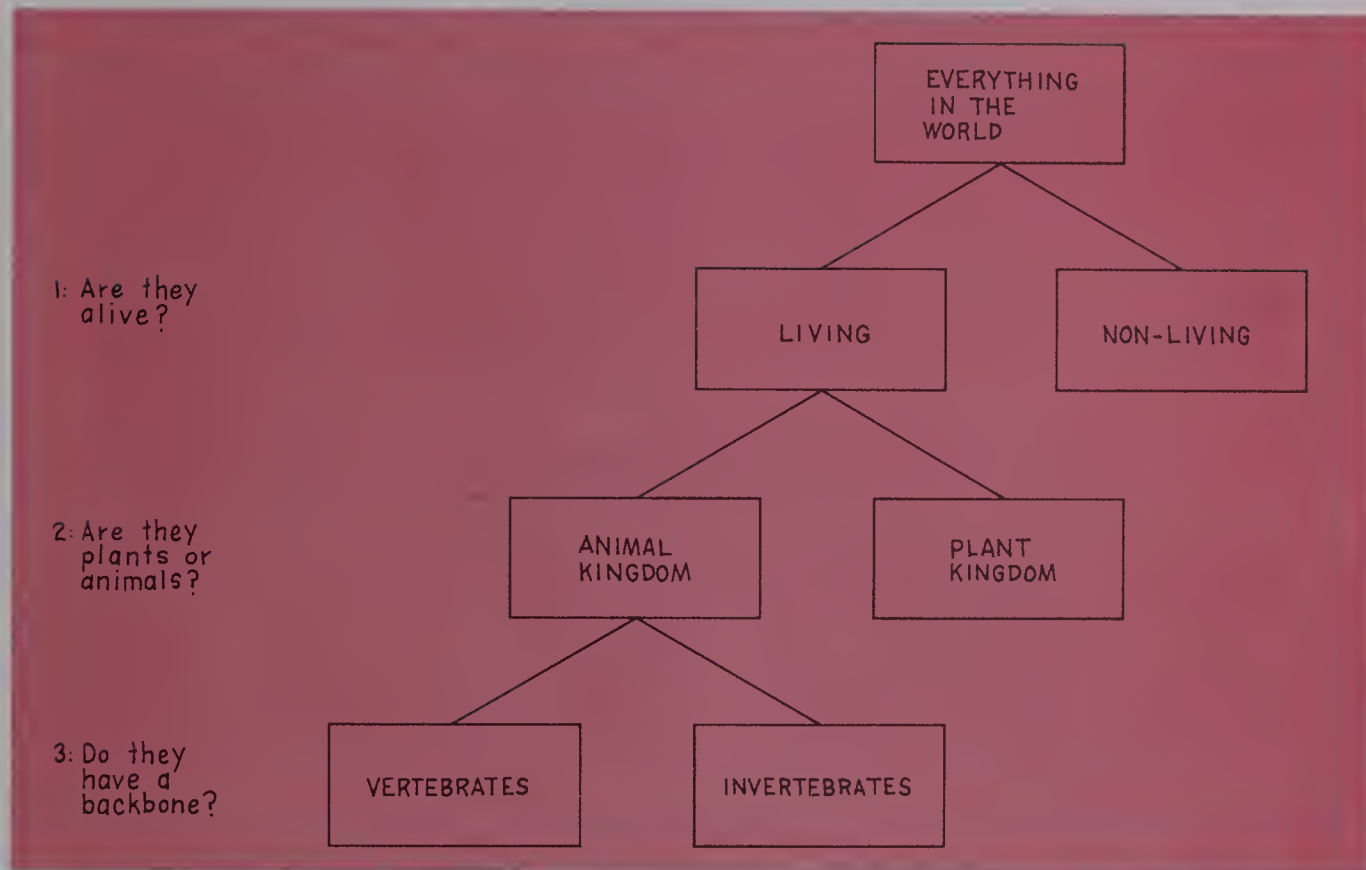 EVERYTHING
IN THE
WORLD
1: Are they
alive?
LIVING
NON-LIVING
2: Are they
plants or
animals?
ANIMAL
KINGDOM
PLANT
KINGDOM
3: Do they
have a
backbone?
VERTEBRATES
INVERTEBRATES